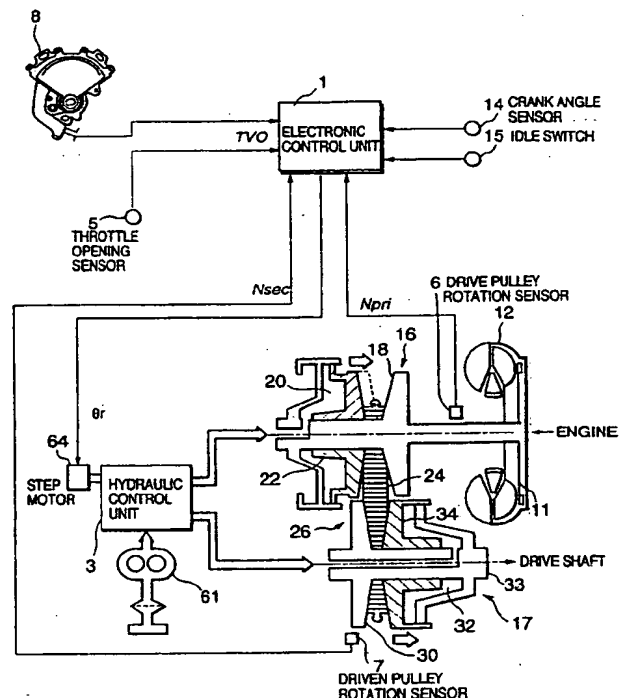 8
1
ELECTRONIC
CONTROL UNIT
TVO
14 CRANK ANGLE
SENSOR
15 IDLE SWITCH
5
THROTTLE
OPENING
SENSOR
Nsec
Npri
6 DRIVE PULLEY
ROTATION SENSOR
12
16
18
20
θr
64
STEP
MOTOR
HYDRAULIC
CONTROL
UNIT
3
22
24
ENGINE
11
26
34
61
DRIVE SHAFT
33
32
17
30
7
DRIVEN PULLEY
ROTATION SENSOR